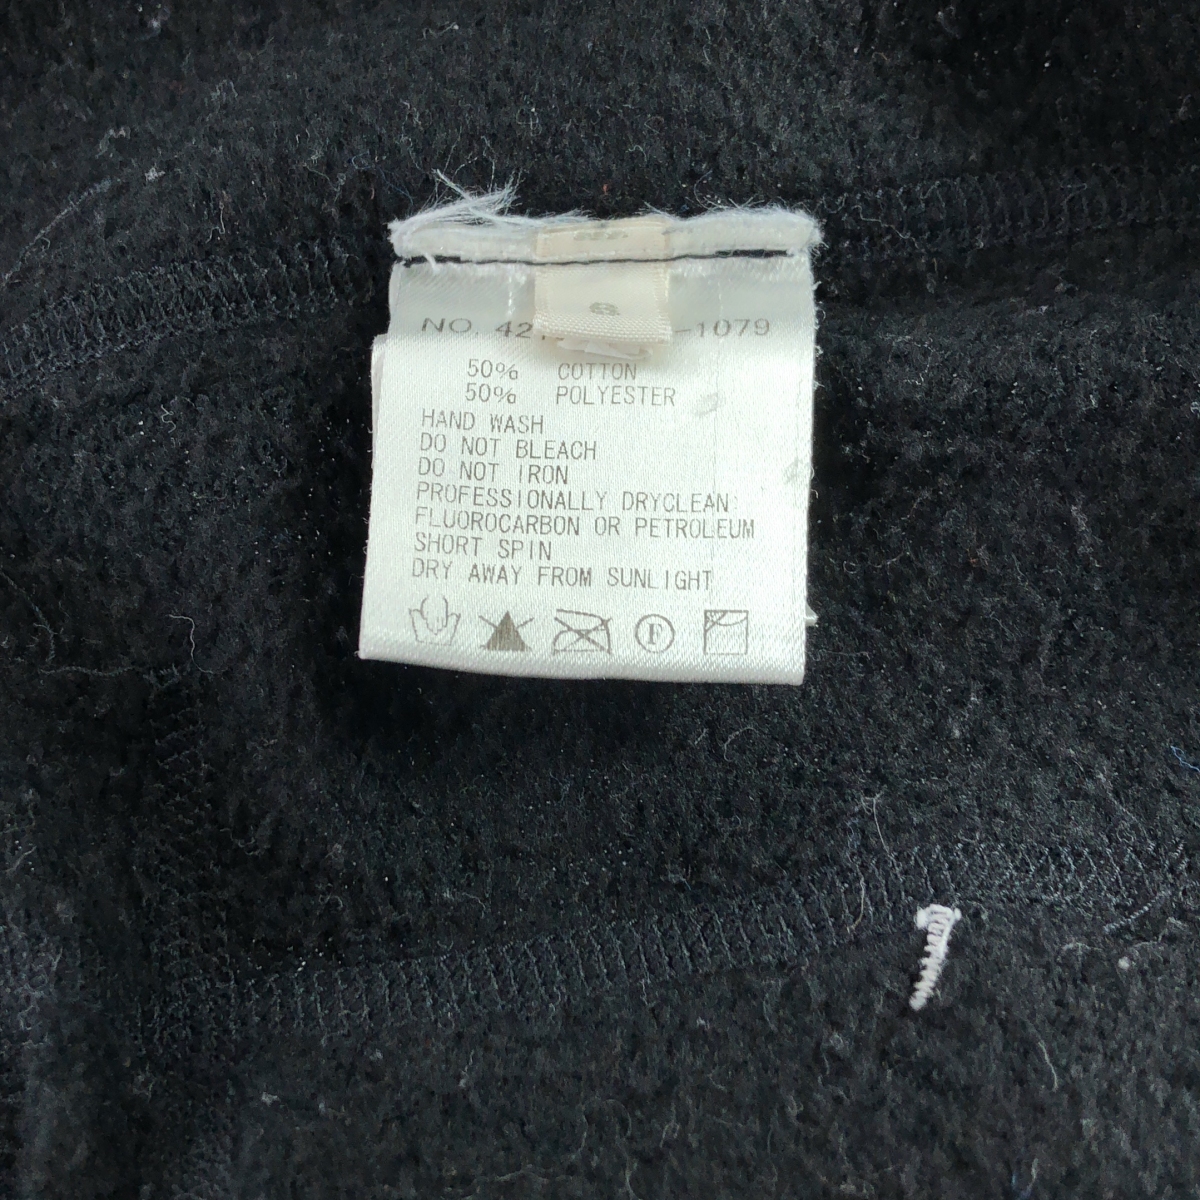 NO. 42 -1079
50% COTTON
50% POLYESTER
HAND WASH
DO NOT BLEACH
DO NOT IRON
PROFESSIONALLY DRYCLEAN:
FLUOROCARBON OR PETROLEUM
SHORT SPIN
DRY AWAY FROM SUNLIGHT
F